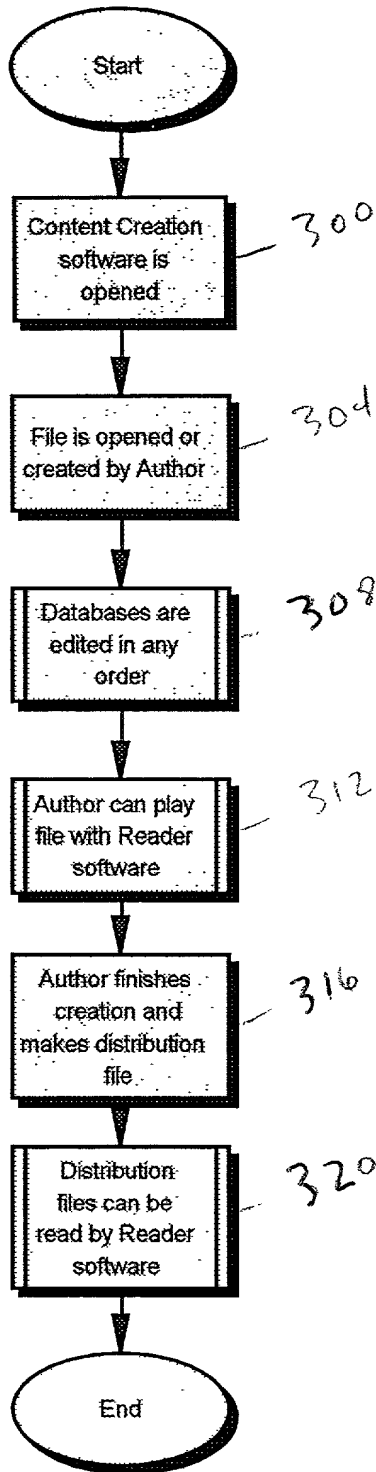 Start
Content Creation
software is
opened
300
File is opened or
created by Author
304
Databases are
edited in any
order
308
Author can play
file with Reader
software
312
Author finishes
creation and
makes distribution
file
316
Distribution
files can be
read by Reader
software
320
End